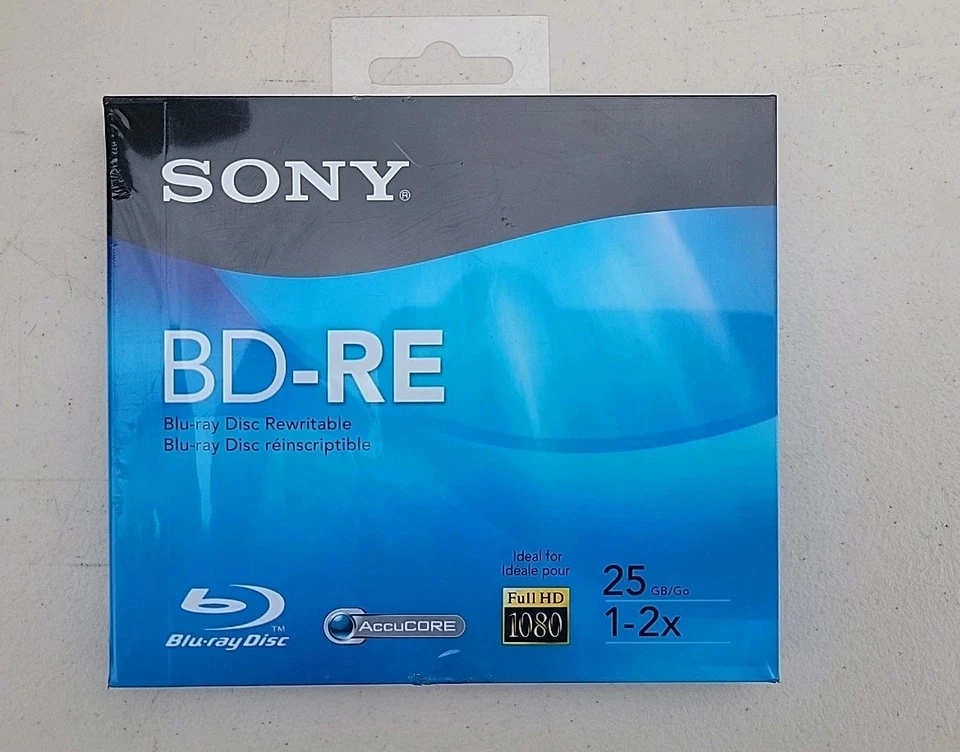 SONY®
BD-RE
Blu-ray Disc Rewritable
Blu-ray Disc réinscriptible
Blu-ray Disc™
AccuCORE
Ideal for
Idéale pour
Full HD
1080
25 GB/Go
1-2x